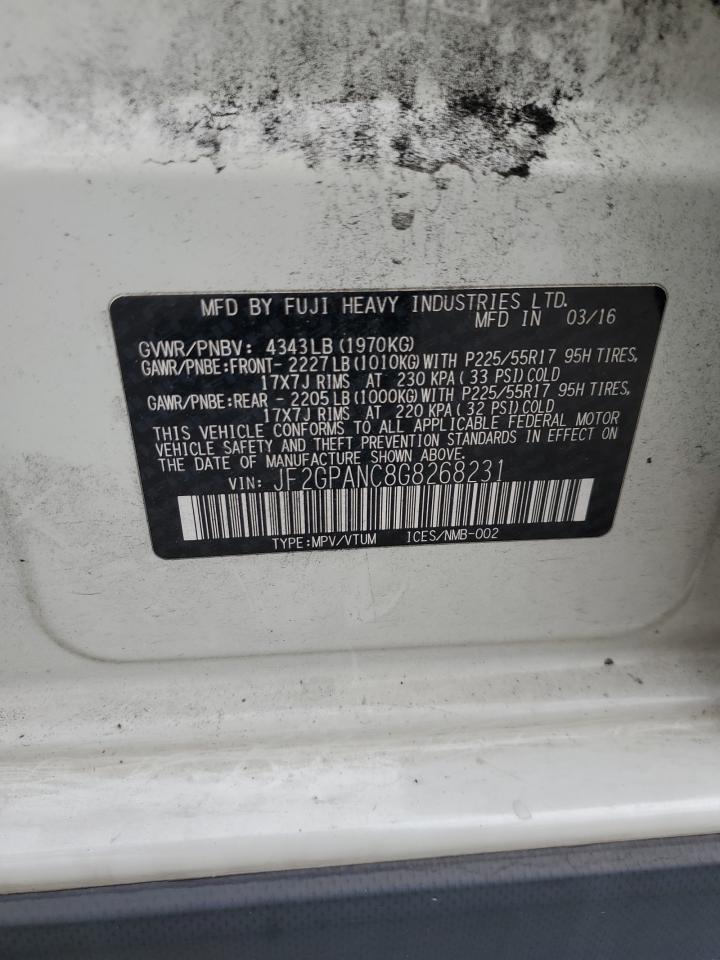 MFD BY FUJI HEAVY INDUSTRIES LTD.
MFD IN 03/16
GVWR/PNBV: 4343LB (1970KG)
GAWR/PNBE:FRONT- 2227LB (1010KG) WITH P225/55R17 95H TIRES,
17X7J RIMS AT 230 KPA ( 33 PSI) COLD
GAWR/PNBE:REAR - 2205LB (1000KG) WITH P225/55R17 95H TIRES,
17X7J RIMS AT 220 KPA ( 32 PSI) COLD
THIS VEHICLE CONFORMS TO ALL APPLICABLE FEDERAL MOTOR
VEHICLE SAFETY AND THEFT PREVENTION STANDARDS IN EFFECT ON
THE DATE OF MANUFACTURE SHOWN ABOVE.
VIN: JF2GPANC8G8268231
TYPE:MPV/VTUM ICES/NMB-002